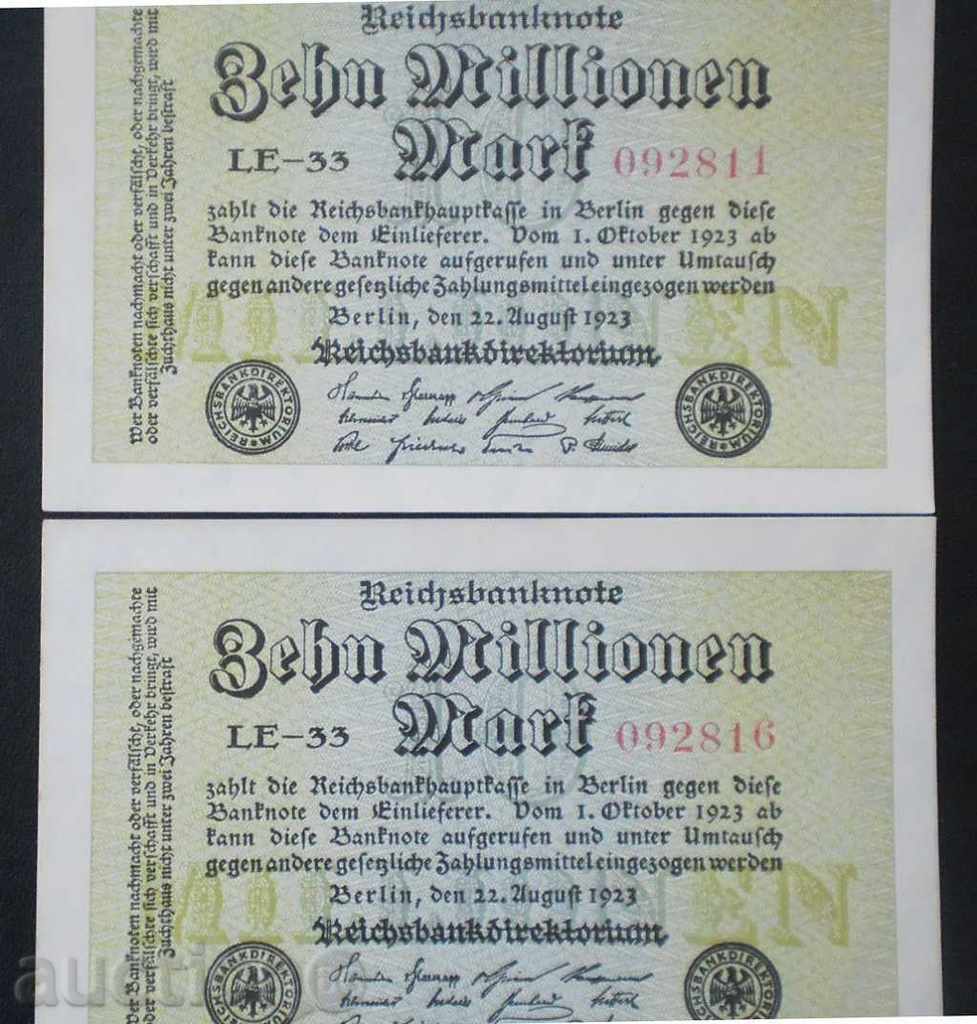 Reichsbanknote
Zehn Millionen
Mark
LE-33
092811
zahlt die Reichsbankhauptkasse in Berlin gegen diese
Banknote dem Einlieferer. Vom 1. Oktober 1923 ab
kann diese Banknote aufgerufen und unter Umtausch
gegen andere gesetzliche Zahlungsmittel eingezogen werden
Berlin, den 22. August 1923
Reichsbankdirektorium
REICHSBANKDIREKTORIUM
REICHSBANKDIREKTORIUM
Wer Banknoten nachmacht oder verfälscht, oder nachgemachte
oder verfälschte sich verschafft und in Verkehr bringt, wird mit
Zuchthaus nicht unter zwei Jahren bestraft
Reichsbanknote
Zehn Millionen
Mark
LE-33
092816
zahlt die Reichsbankhauptkasse in Berlin gegen diese
Banknote dem Einlieferer. Vom 1. Oktober 1923 ab
kann diese Banknote aufgerufen und unter Umtausch
gegen andere gesetzliche Zahlungsmittel eingezogen werden
Berlin, den 22. August 1923
Reichsbankdirektorium
REICHSBANKDIREKTORIUM
REICHSBANKDIREKTORIUM
Wer Banknoten nachmacht oder verfälscht, oder nachgemachte
oder verfälschte sich verschafft und in Verkehr bringt, wird mit
Zuchthaus nicht unter zwei Jahren bestraft